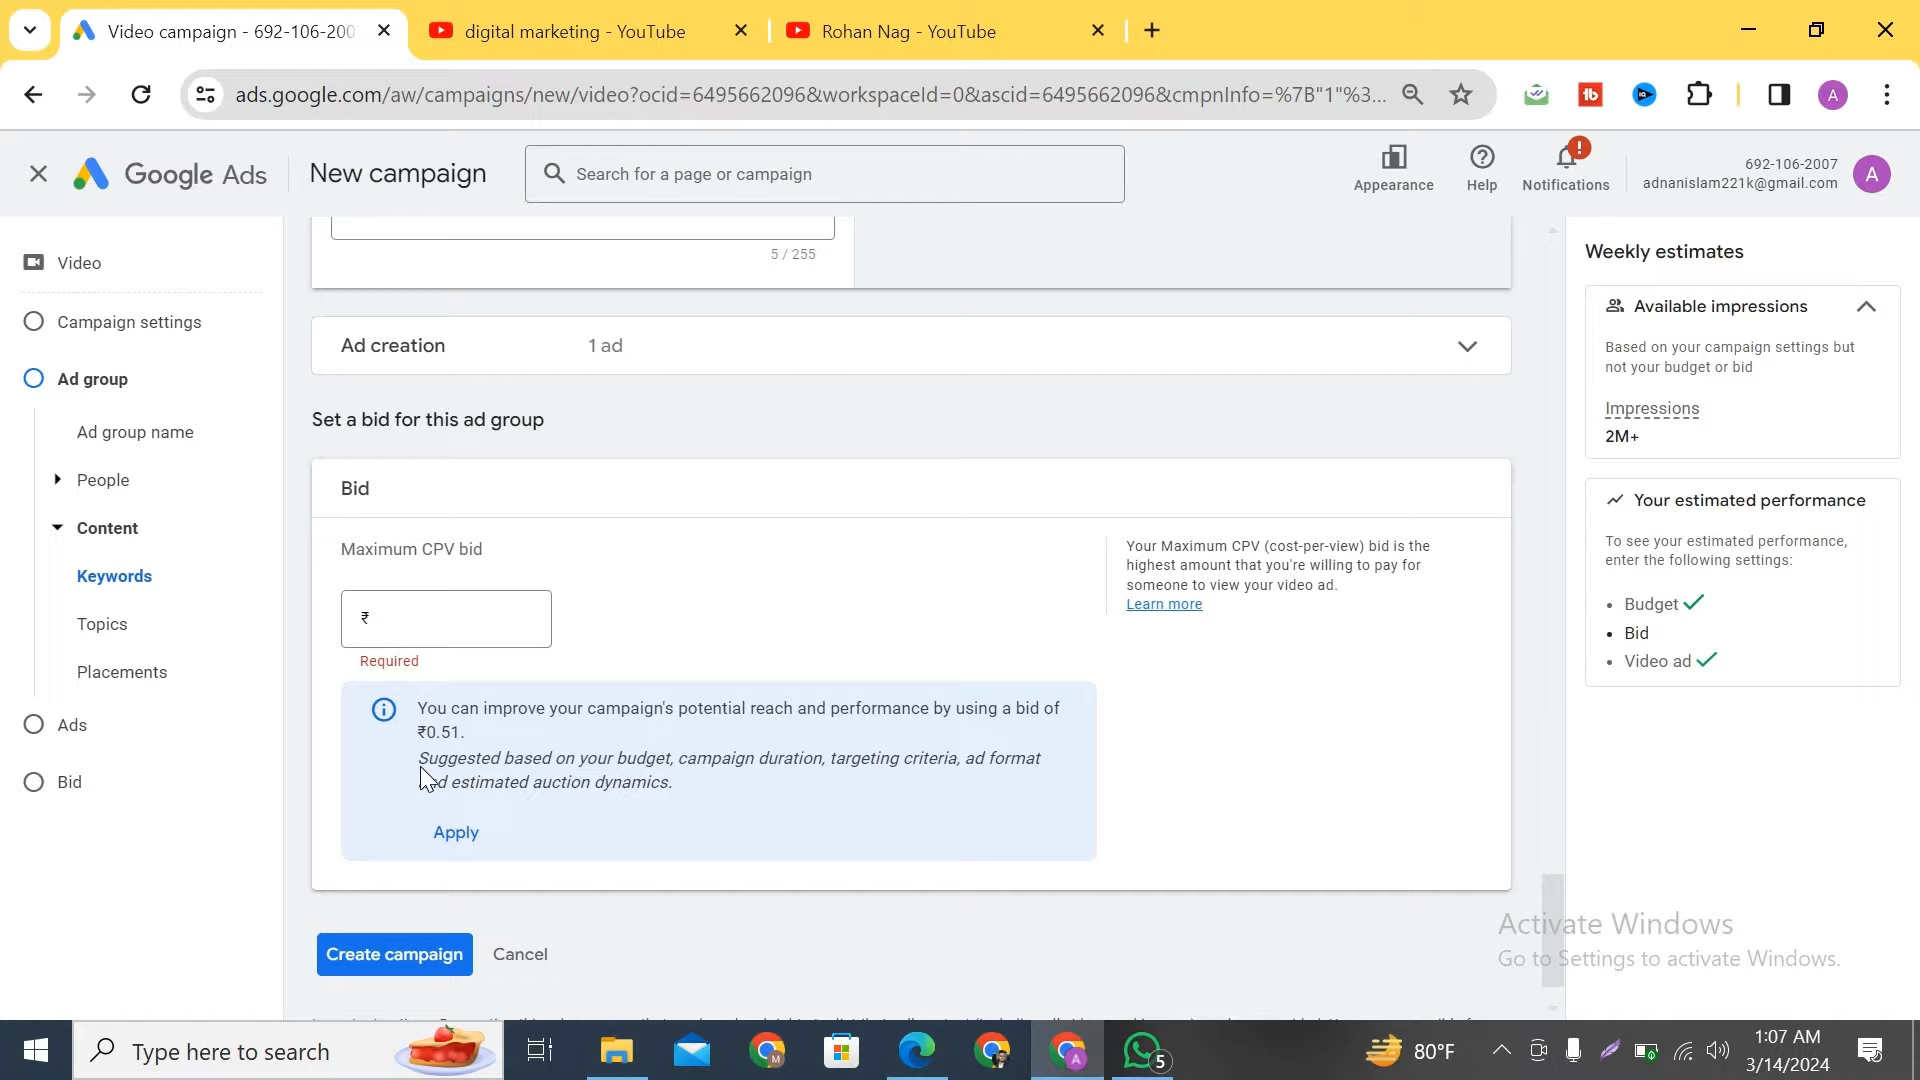 Video campaign - 692-106-200
digital marketing - YouTube
Rohan Nag - YouTube
ads.google.com/aw/campaigns/new/video?ocid=6495662096&workspaceId=0&ascid=6495662096&cmpnInfo=%7B"1"%3...
A
Google Ads
New campaign
Search for a page or campaign
Appearance
Help
!
Notifications
692-106-2007
adnanislam221k@gmail.com
A
Video
Campaign settings
Ad group
Ad group name
People
Content
Keywords
Topics
Placements
Ads
Bid
5 / 255
Ad creation
1 ad
Set a bid for this ad group
Bid
Maximum CPV bid
₹
Required
Your Maximum CPV (cost-per-view) bid is the
highest amount that you're willing to pay for
someone to view your video ad.
Learn more
You can improve your campaign's potential reach and performance by using a bid of
₹0.51.
Suggested based on your budget, campaign duration, targeting criteria, ad format
d estimated auction dynamics.
Apply
Create campaign
Cancel
Weekly estimates
Available impressions
Based on your campaign settings but
not your budget or bid
Impressions
2M+
Your estimated performance
To see your estimated performance,
enter the following settings:
Budget
Bid
Video ad
Activate Windows
Go to Settings to activate Windows.
Type here to search
M
A
5
80°F
1:07 AM
3/14/2024